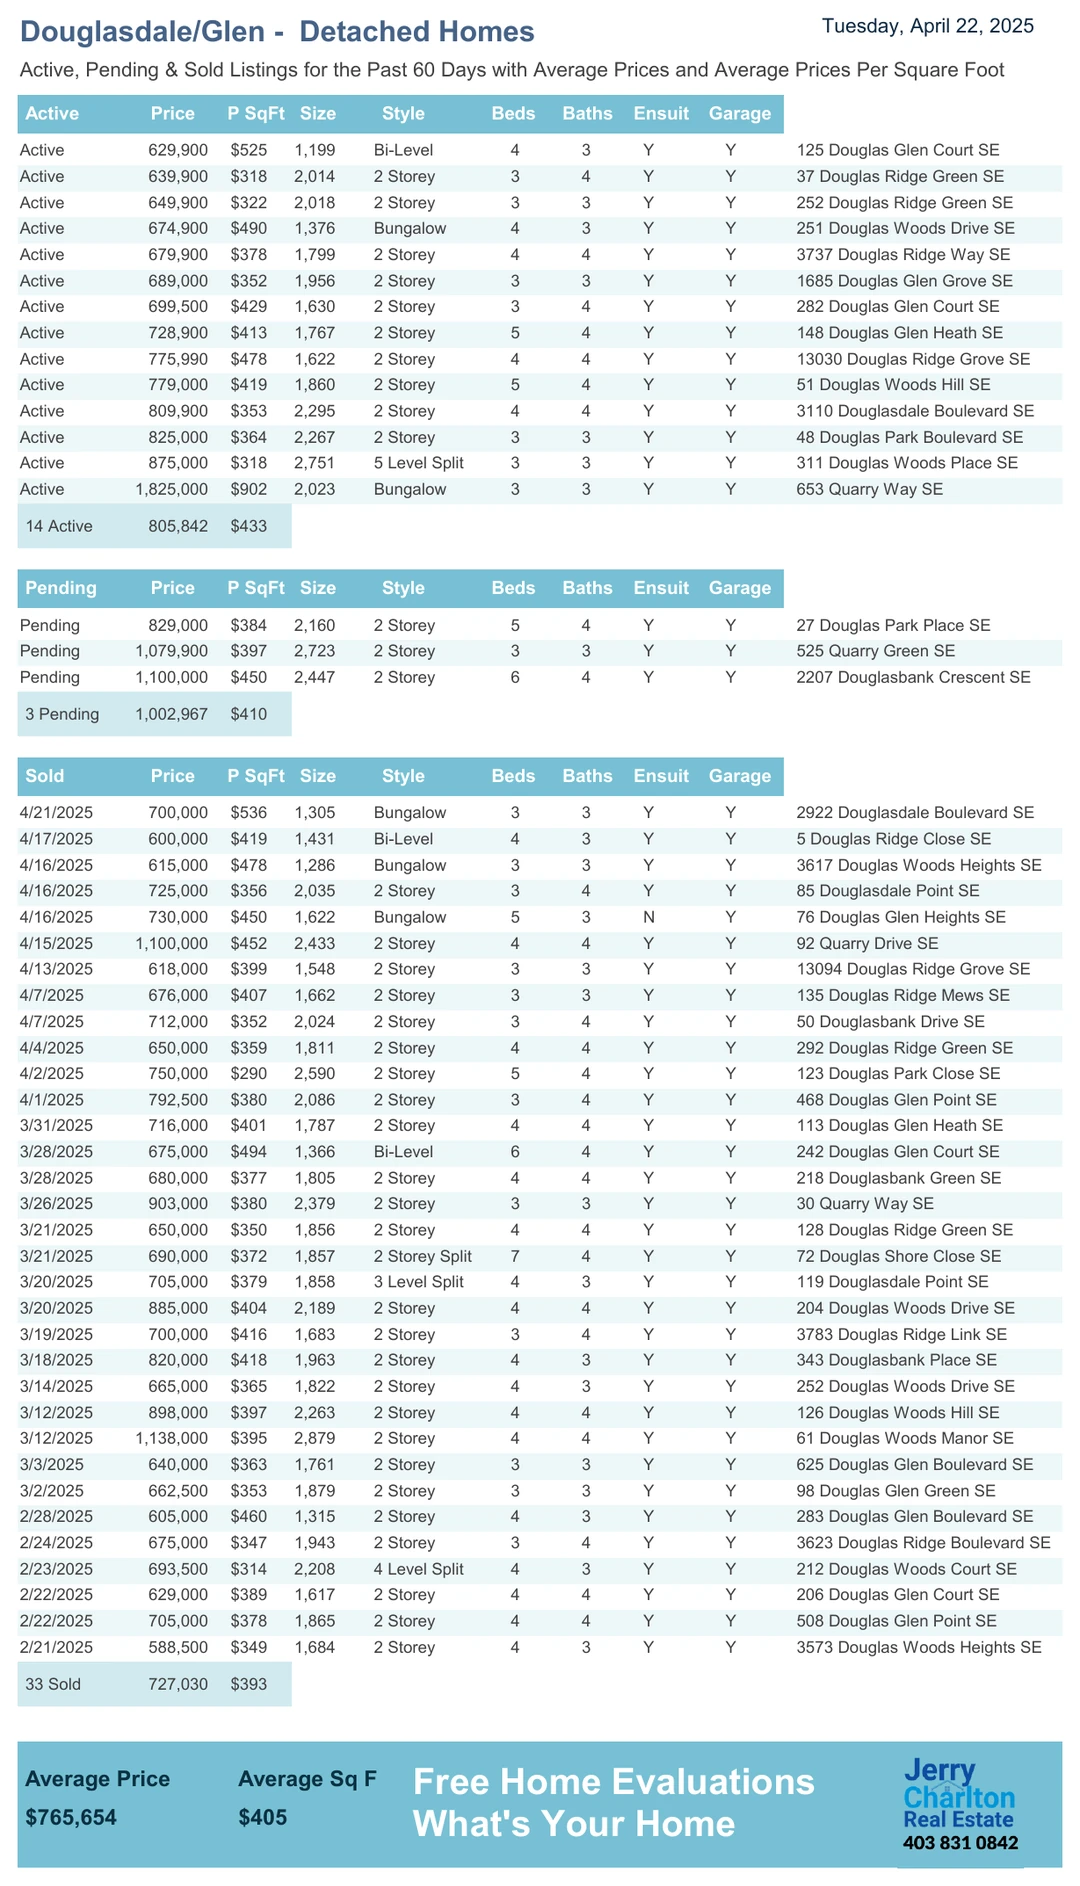 Douglasdale/Glen - Detached Homes
Tuesday, April 22, 2025
Active, Pending & Sold Listings for the Past 60 Days with Average Prices and Average Prices Per Square Foot
Active Price P SqFt Size Style Beds Baths Ensuit Garage
Active 629,900 $525 1,199 Bi-Level 4 3 Y Y 125 Douglas Glen Court SE
Active 639,900 $318 2,014 2 Storey 3 4 Y Y 37 Douglas Ridge Green SE
Active 649,900 $322 2,018 2 Storey 3 3 Y Y 252 Douglas Ridge Green SE
Active 674,900 $490 1,376 Bungalow 4 3 Y Y 251 Douglas Woods Drive SE
Active 679,900 $378 1,799 2 Storey 4 4 Y Y 3737 Douglas Ridge Way SE
Active 689,000 $352 1,956 2 Storey 3 3 Y Y 1685 Douglas Glen Grove SE
Active 699,500 $429 1,630 2 Storey 3 4 Y Y 282 Douglas Glen Court SE
Active 728,900 $413 1,767 2 Storey 5 4 Y Y 148 Douglas Glen Heath SE
Active 775,990 $478 1,622 2 Storey 4 4 Y Y 13030 Douglas Ridge Grove SE
Active 779,000 $419 1,860 2 Storey 5 4 Y Y 51 Douglas Woods Hill SE
Active 809,900 $353 2,295 2 Storey 4 4 Y Y 3110 Douglasdale Boulevard SE
Active 825,000 $364 2,267 2 Storey 3 3 Y Y 48 Douglas Park Boulevard SE
Active 875,000 $318 2,751 5 Level Split 3 3 Y Y 311 Douglas Woods Place SE
Active 1,825,000 $902 2,023 Bungalow 3 3 Y Y 653 Quarry Way SE
14 Active 805,842 $433
Pending Price P SqFt Size Style Beds Baths Ensuit Garage
Pending 829,000 $384 2,160 2 Storey 5 4 Y Y 27 Douglas Park Place SE
Pending 1,079,900 $397 2,723 2 Storey 3 3 Y Y 525 Quarry Green SE
Pending 1,100,000 $450 2,447 2 Storey 6 4 Y Y 2207 Douglasbank Crescent SE
3 Pending 1,002,967 $410
Sold Price P SqFt Size Style Beds Baths Ensuit Garage
4/21/2025 700,000 $536 1,305 Bungalow 3 3 Y Y 2922 Douglasdale Boulevard SE
4/17/2025 600,000 $419 1,431 Bi-Level 4 3 Y Y 5 Douglas Ridge Close SE
4/16/2025 615,000 $478 1,286 Bungalow 3 3 Y Y 3617 Douglas Woods Heights SE
4/16/2025 725,000 $356 2,035 2 Storey 3 4 Y Y 85 Douglasdale Point SE
4/16/2025 730,000 $450 1,622 Bungalow 5 3 N Y 76 Douglas Glen Heights SE
4/15/2025 1,100,000 $452 2,433 2 Storey 4 4 Y Y 92 Quarry Drive SE
4/13/2025 618,000 $399 1,548 2 Storey 3 3 Y Y 13094 Douglas Ridge Grove SE
4/7/2025 676,000 $407 1,662 2 Storey 3 3 Y Y 135 Douglas Ridge Mews SE
4/7/2025 712,000 $352 2,024 2 Storey 3 4 Y Y 50 Douglasbank Drive SE
4/4/2025 650,000 $359 1,811 2 Storey 4 4 Y Y 292 Douglas Ridge Green SE
4/2/2025 750,000 $290 2,590 2 Storey 5 4 Y Y 123 Douglas Park Close SE
4/1/2025 792,500 $380 2,086 2 Storey 3 4 Y Y 468 Douglas Glen Point SE
3/31/2025 716,000 $401 1,787 2 Storey 4 4 Y Y 113 Douglas Glen Heath SE
3/28/2025 675,000 $494 1,366 Bi-Level 6 4 Y Y 242 Douglas Glen Court SE
3/28/2025 680,000 $377 1,805 2 Storey 4 4 Y Y 218 Douglasbank Green SE
3/26/2025 903,000 $380 2,379 2 Storey 3 3 Y Y 30 Quarry Way SE
3/21/2025 650,000 $350 1,856 2 Storey 4 4 Y Y 128 Douglas Ridge Green SE
3/21/2025 690,000 $372 1,857 2 Storey Split 7 4 Y Y 72 Douglas Shore Close SE
3/20/2025 705,000 $379 1,858 3 Level Split 4 3 Y Y 119 Douglasdale Point SE
3/20/2025 885,000 $404 2,189 2 Storey 4 4 Y Y 204 Douglas Woods Drive SE
3/19/2025 700,000 $416 1,683 2 Storey 3 4 Y Y 3783 Douglas Ridge Link SE
3/18/2025 820,000 $418 1,963 2 Storey 4 3 Y Y 343 Douglasbank Place SE
3/14/2025 665,000 $365 1,822 2 Storey 4 3 Y Y 252 Douglas Woods Drive SE
3/12/2025 898,000 $397 2,263 2 Storey 4 4 Y Y 126 Douglas Woods Hill SE
3/12/2025 1,138,000 $395 2,879 2 Storey 4 4 Y Y 61 Douglas Woods Manor SE
3/3/2025 640,000 $363 1,761 2 Storey 3 3 Y Y 625 Douglas Glen Boulevard SE
3/2/2025 662,500 $353 1,879 2 Storey 3 3 Y Y 98 Douglas Glen Green SE
2/28/2025 605,000 $460 1,315 2 Storey 4 3 Y Y 283 Douglas Glen Boulevard SE
2/24/2025 675,000 $347 1,943 2 Storey 3 4 Y Y 3623 Douglas Ridge Boulevard SE
2/23/2025 693,500 $314 2,208 4 Level Split 4 3 Y Y 212 Douglas Woods Court SE
2/22/2025 629,000 $389 1,617 2 Storey 4 4 Y Y 206 Douglas Glen Court SE
2/22/2025 705,000 $378 1,865 2 Storey 4 4 Y Y 508 Douglas Glen Point SE
2/21/2025 588,500 $349 1,684 2 Storey 4 3 Y Y 3573 Douglas Woods Heights SE
33 Sold 727,030 $393
Average Price Average Sq F
$765,654 $405
Free Home Evaluations
What's Your Home
Jerry
Charlton
Real Estate
403 831 0842